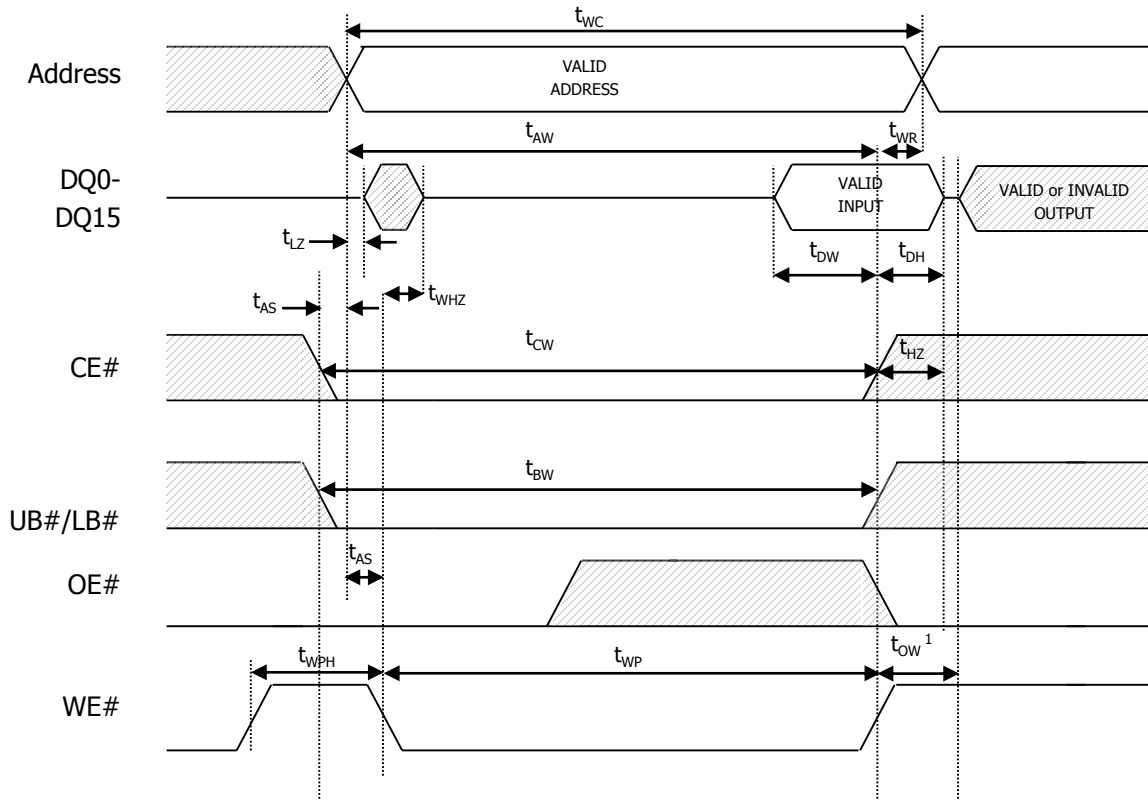 tWC
Address
VALID
ADDRESS
tAW
tWR
DQ0-
DQ15
VALID
INPUT
VALID or INVALID
OUTPUT
tLZ
tDW
tDH
tAS
tWHZ
CE#
tCW
tHZ
UB#/LB#
tBW
tAS
OE#
tWPH
tWP
tOW 1
WE#